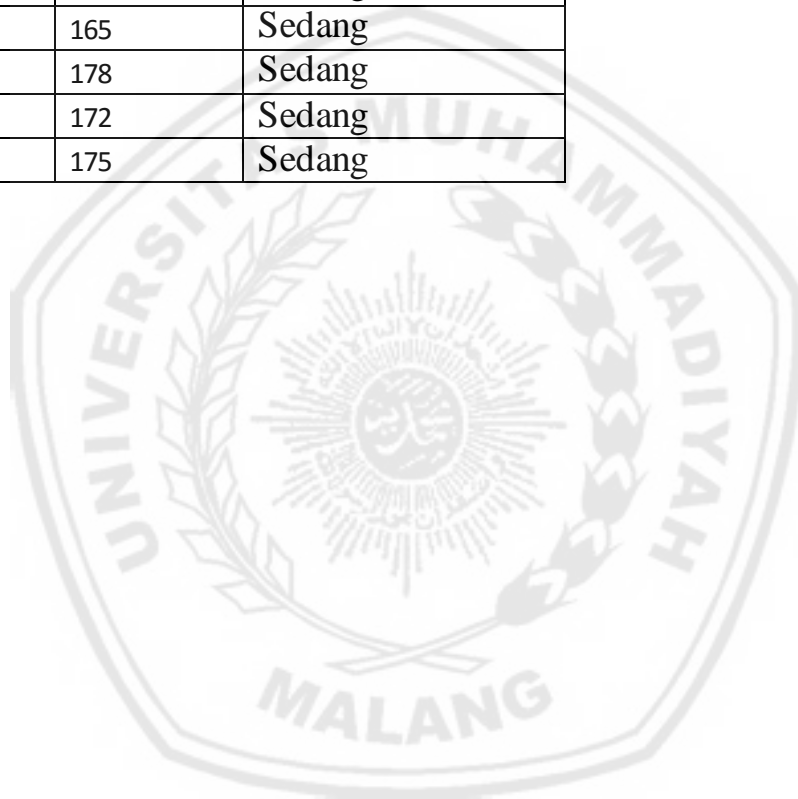 165 Sedang
178 Sedang
172 Sedang
175 Sedang
UNIVERSITAS MUHAMMADIYAH
MALANG